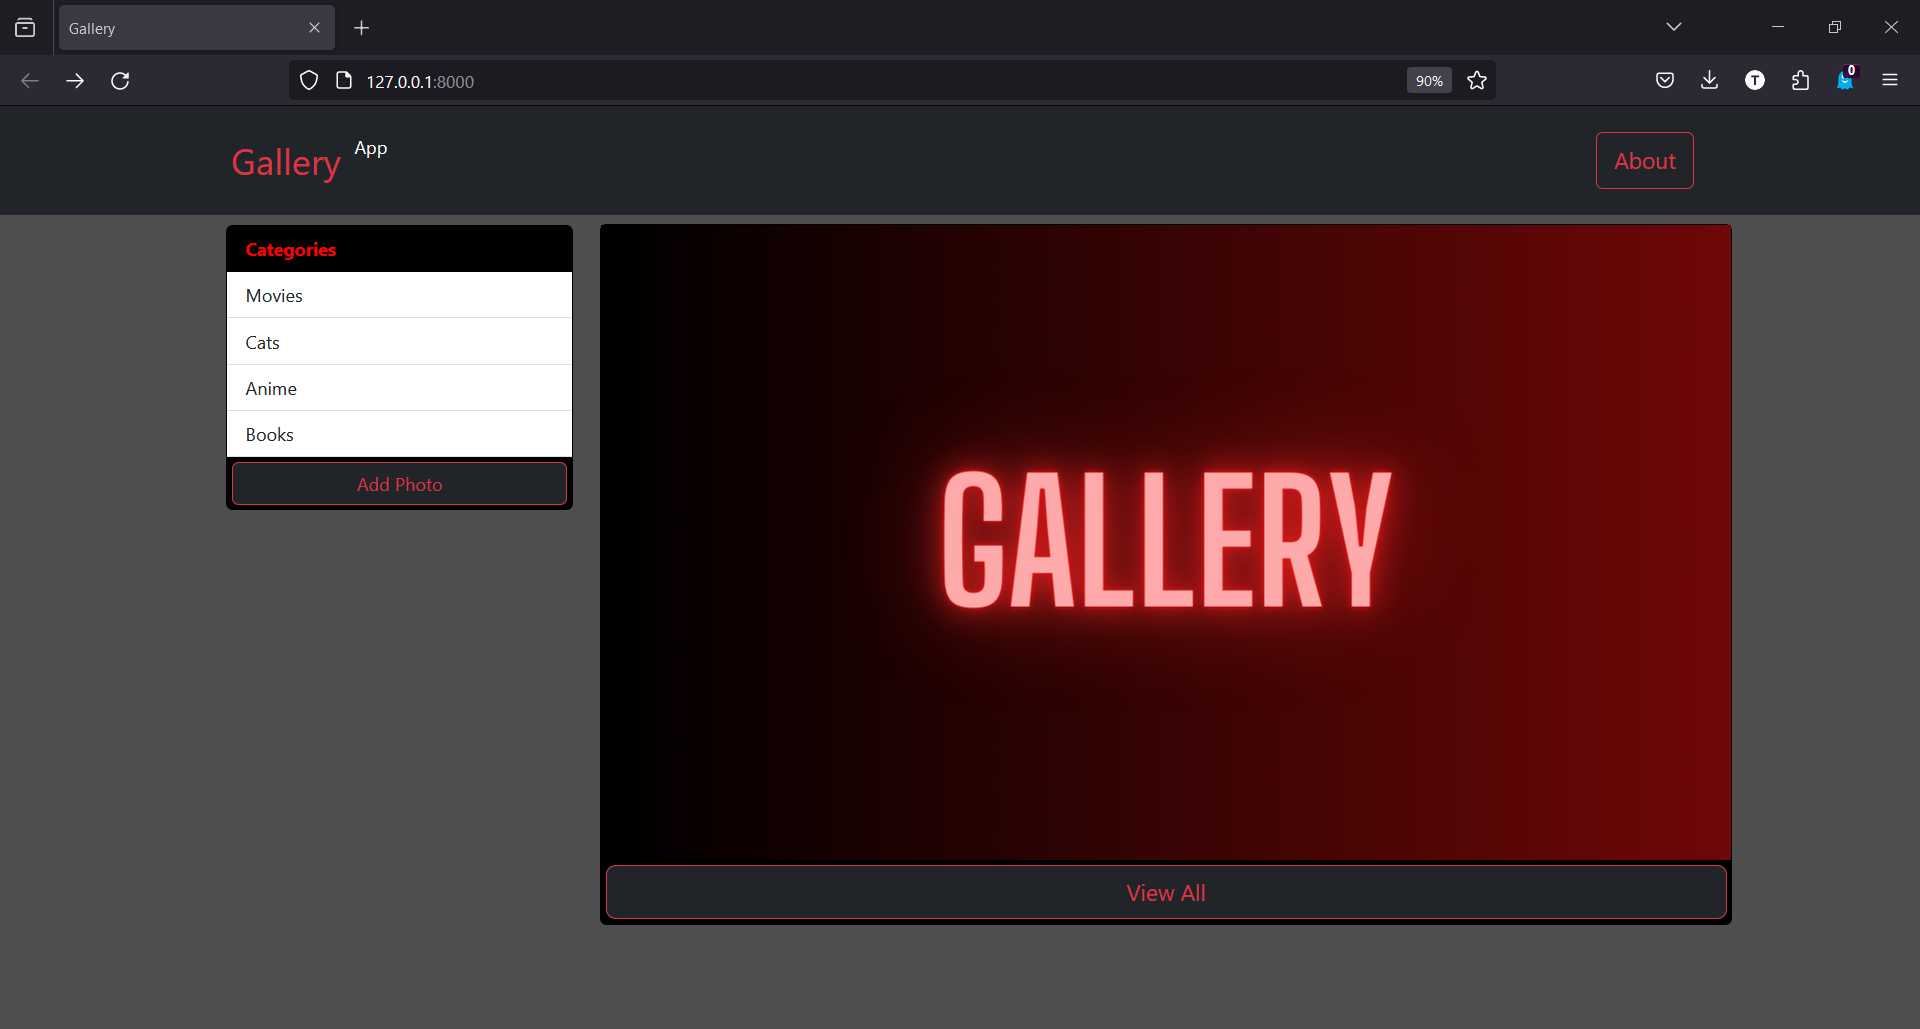 Gallery
127.0.0.1:8000
90%
T
0
Gallery App
About
Categories
Movies
Cats
Anime
Books
Add Photo
GALLERY
View All